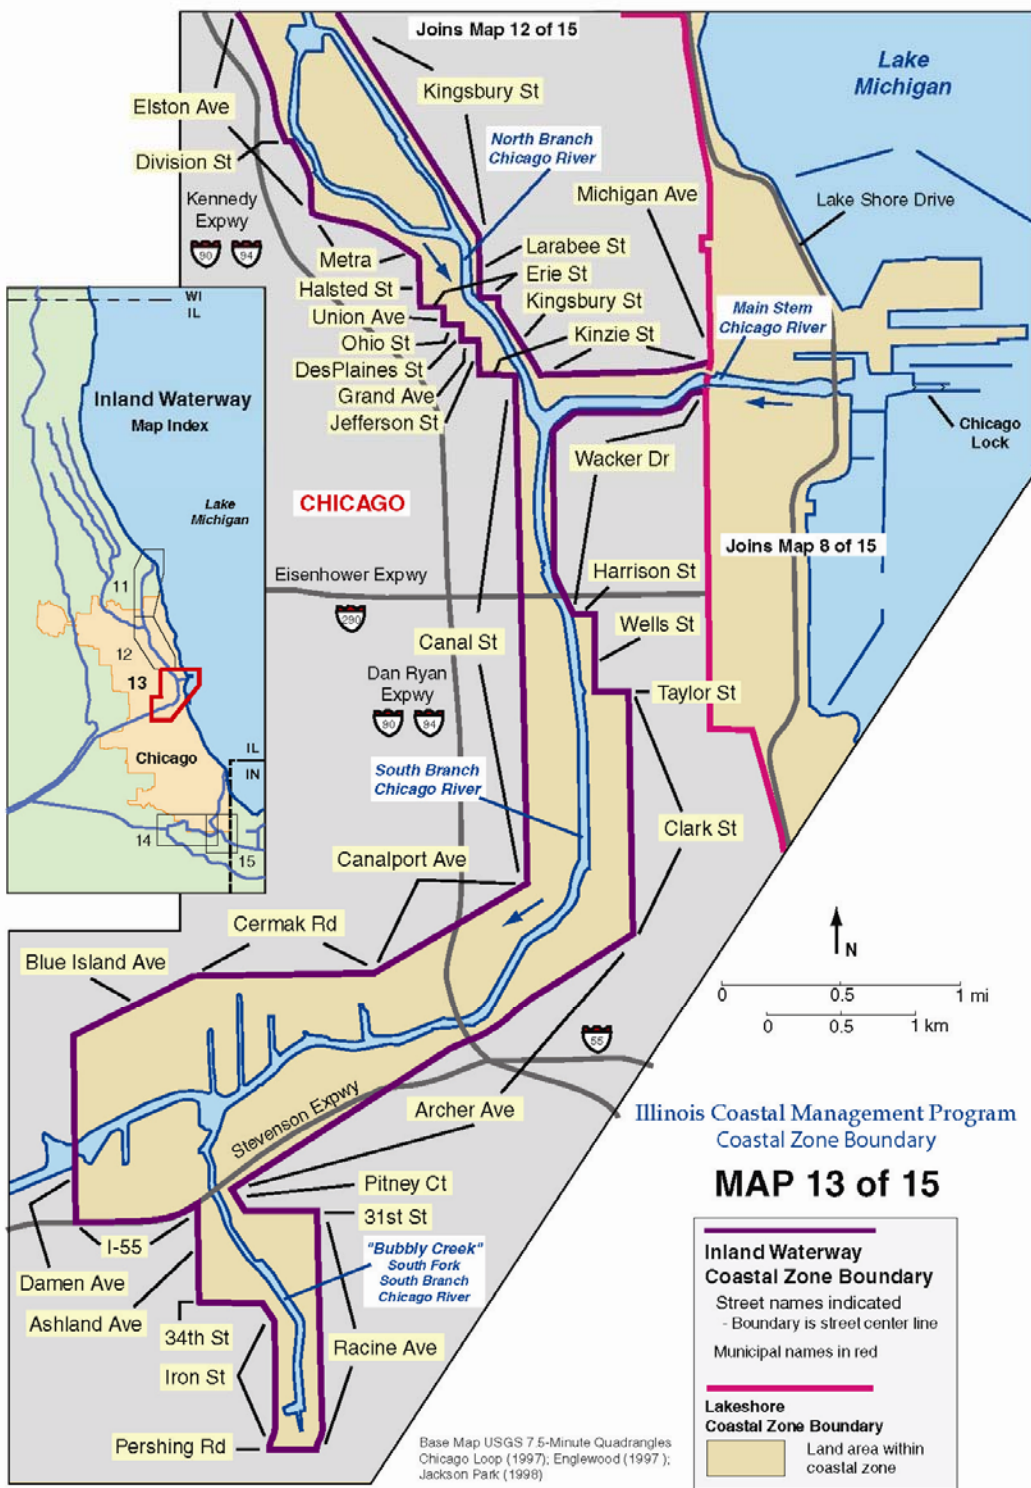 Joins Map 12 of 15
Lake
Michigan
Elston Ave
Kingsbury St
Division St
North Branch
Chicago River
Michigan Ave
Kennedy
Expwy
90
94
Lake Shore Drive
Metra
Larabee St
Halsted St
Erie St
Union Ave
Kingsbury St
Main Stem
Chicago River
Ohio St
Kinzie St
DesPlaines St
Grand Ave
Jefferson St
Chicago
Lock
Wacker Dr
CHICAGO
Joins Map 8 of 15
Eisenhower Expwy
Harrison St
290
Wells St
Canal St
Dan Ryan
Expwy
90
94
Taylor St
South Branch
Chicago River
Clark St
Canalport Ave
WI
IL
Inland Waterway
Map Index
Lake
Michigan
11
12
13
Chicago
IL
IN
14
15
Cermak Rd
Blue Island Ave
N
0
0.5
1 mi
0
0.5
1 km
55
Stevenson Expwy
Archer Ave
Illinois Coastal Management Program
Coastal Zone Boundary
MAP 13 of 15
Pitney Ct
31st St
I-55
Damen Ave
"Bubbly Creek"
South Fork
South Branch
Chicago River
Ashland Ave
34th St
Racine Ave
Iron St
Pershing Rd
Inland Waterway
Coastal Zone Boundary
Street names indicated
- Boundary is street center line
Municipal names in red
Lakeshore
Coastal Zone Boundary
Land area within
coastal zone
Base Map USGS 7.5-Minute Quadrangles
Chicago Loop (1997); Englewood (1997 );
Jackson Park (1998)